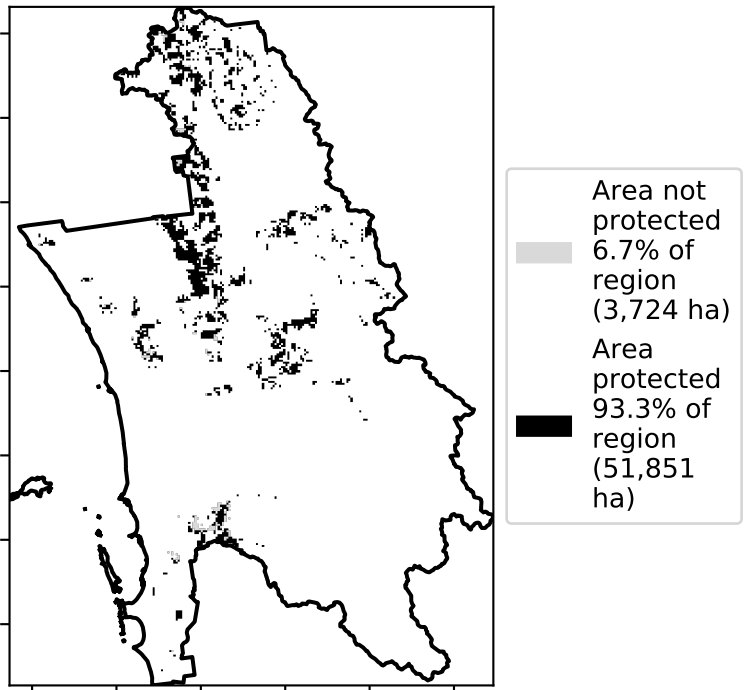 Area not
protected
6.7% of
region
(3,724 ha)
Area
protected
93.3% of
region
(51,851
ha)